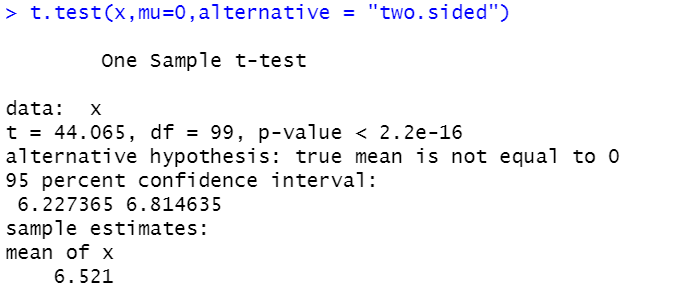 > t.test(x,mu=0,alternative = "two.sided")
One Sample t-test
data:  x
t = 44.065, df = 99, p-value < 2.2e-16
alternative hypothesis: true mean is not equal to 0
95 percent confidence interval:
6.227365 6.814635
sample estimates:
mean of x
6.521